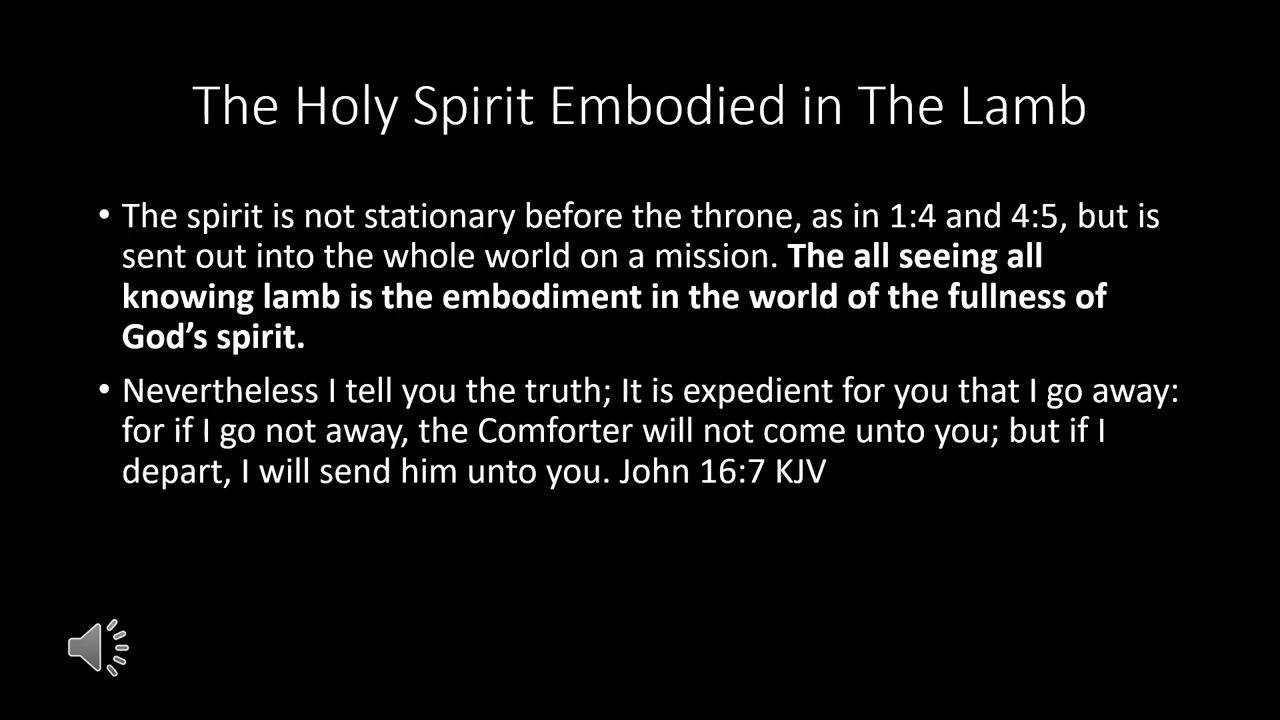 The Holy Spirit Embodied in The Lamb
• The spirit is not stationary before the throne, as in 1:4 and 4:5, but is
sent out into the whole world on a mission. The all seeing all
knowing lamb is the embodiment in the world of the fullness of
God’s spirit.
• Nevertheless I tell you the truth; It is expedient for you that I go away:
for if I go not away, the Comforter will not come unto you; but if I
depart, I will send him unto you. John 16:7 KJV